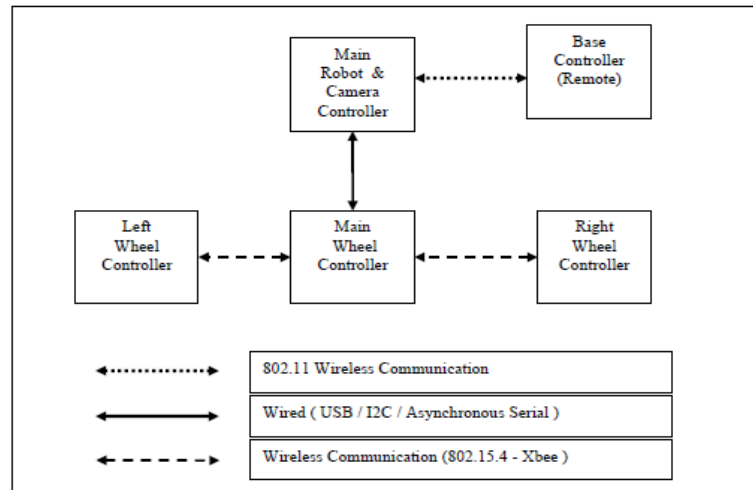 Main
Robot & 
Camera
Controller
Base
Controller
(Remote)
Left
Wheel
Controller
Main
Wheel
Controller
Right
Wheel
Controller
802.11 Wireless Communication
Wired ( USB / I2C / Asynchronous Serial )
Wireless Communication (802.15.4 - Xbee )